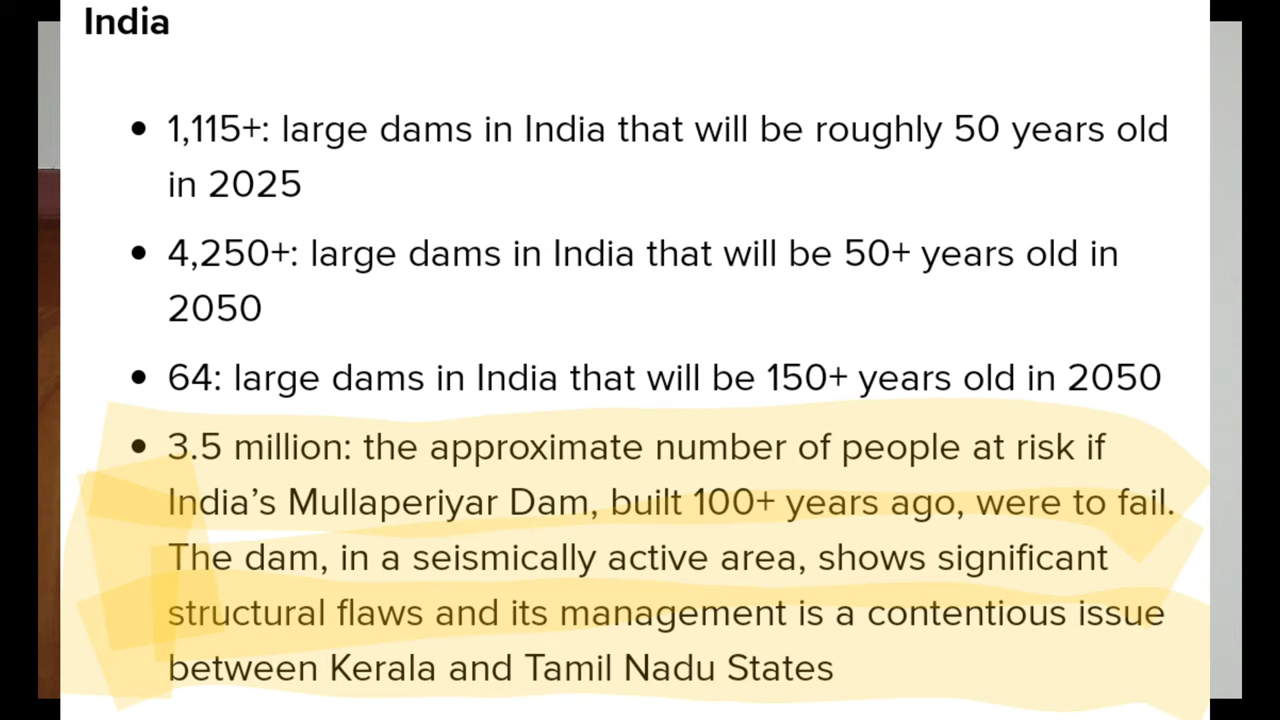 India
• 1,115+: large dams in India that will be roughly 50 years old
in 2025
• 4,250+: large dams in India that will be 50+ years old in
2050
• 64: large dams in India that will be 150+ years old in 2050
• 3.5 million: the approximate number of people at risk if
India’s Mullaperiyar Dam, built 100+ years ago, were to fail.
The dam, in a seismically active area, shows significant
structural flaws and its management is a contentious issue
between Kerala and Tamil Nadu States